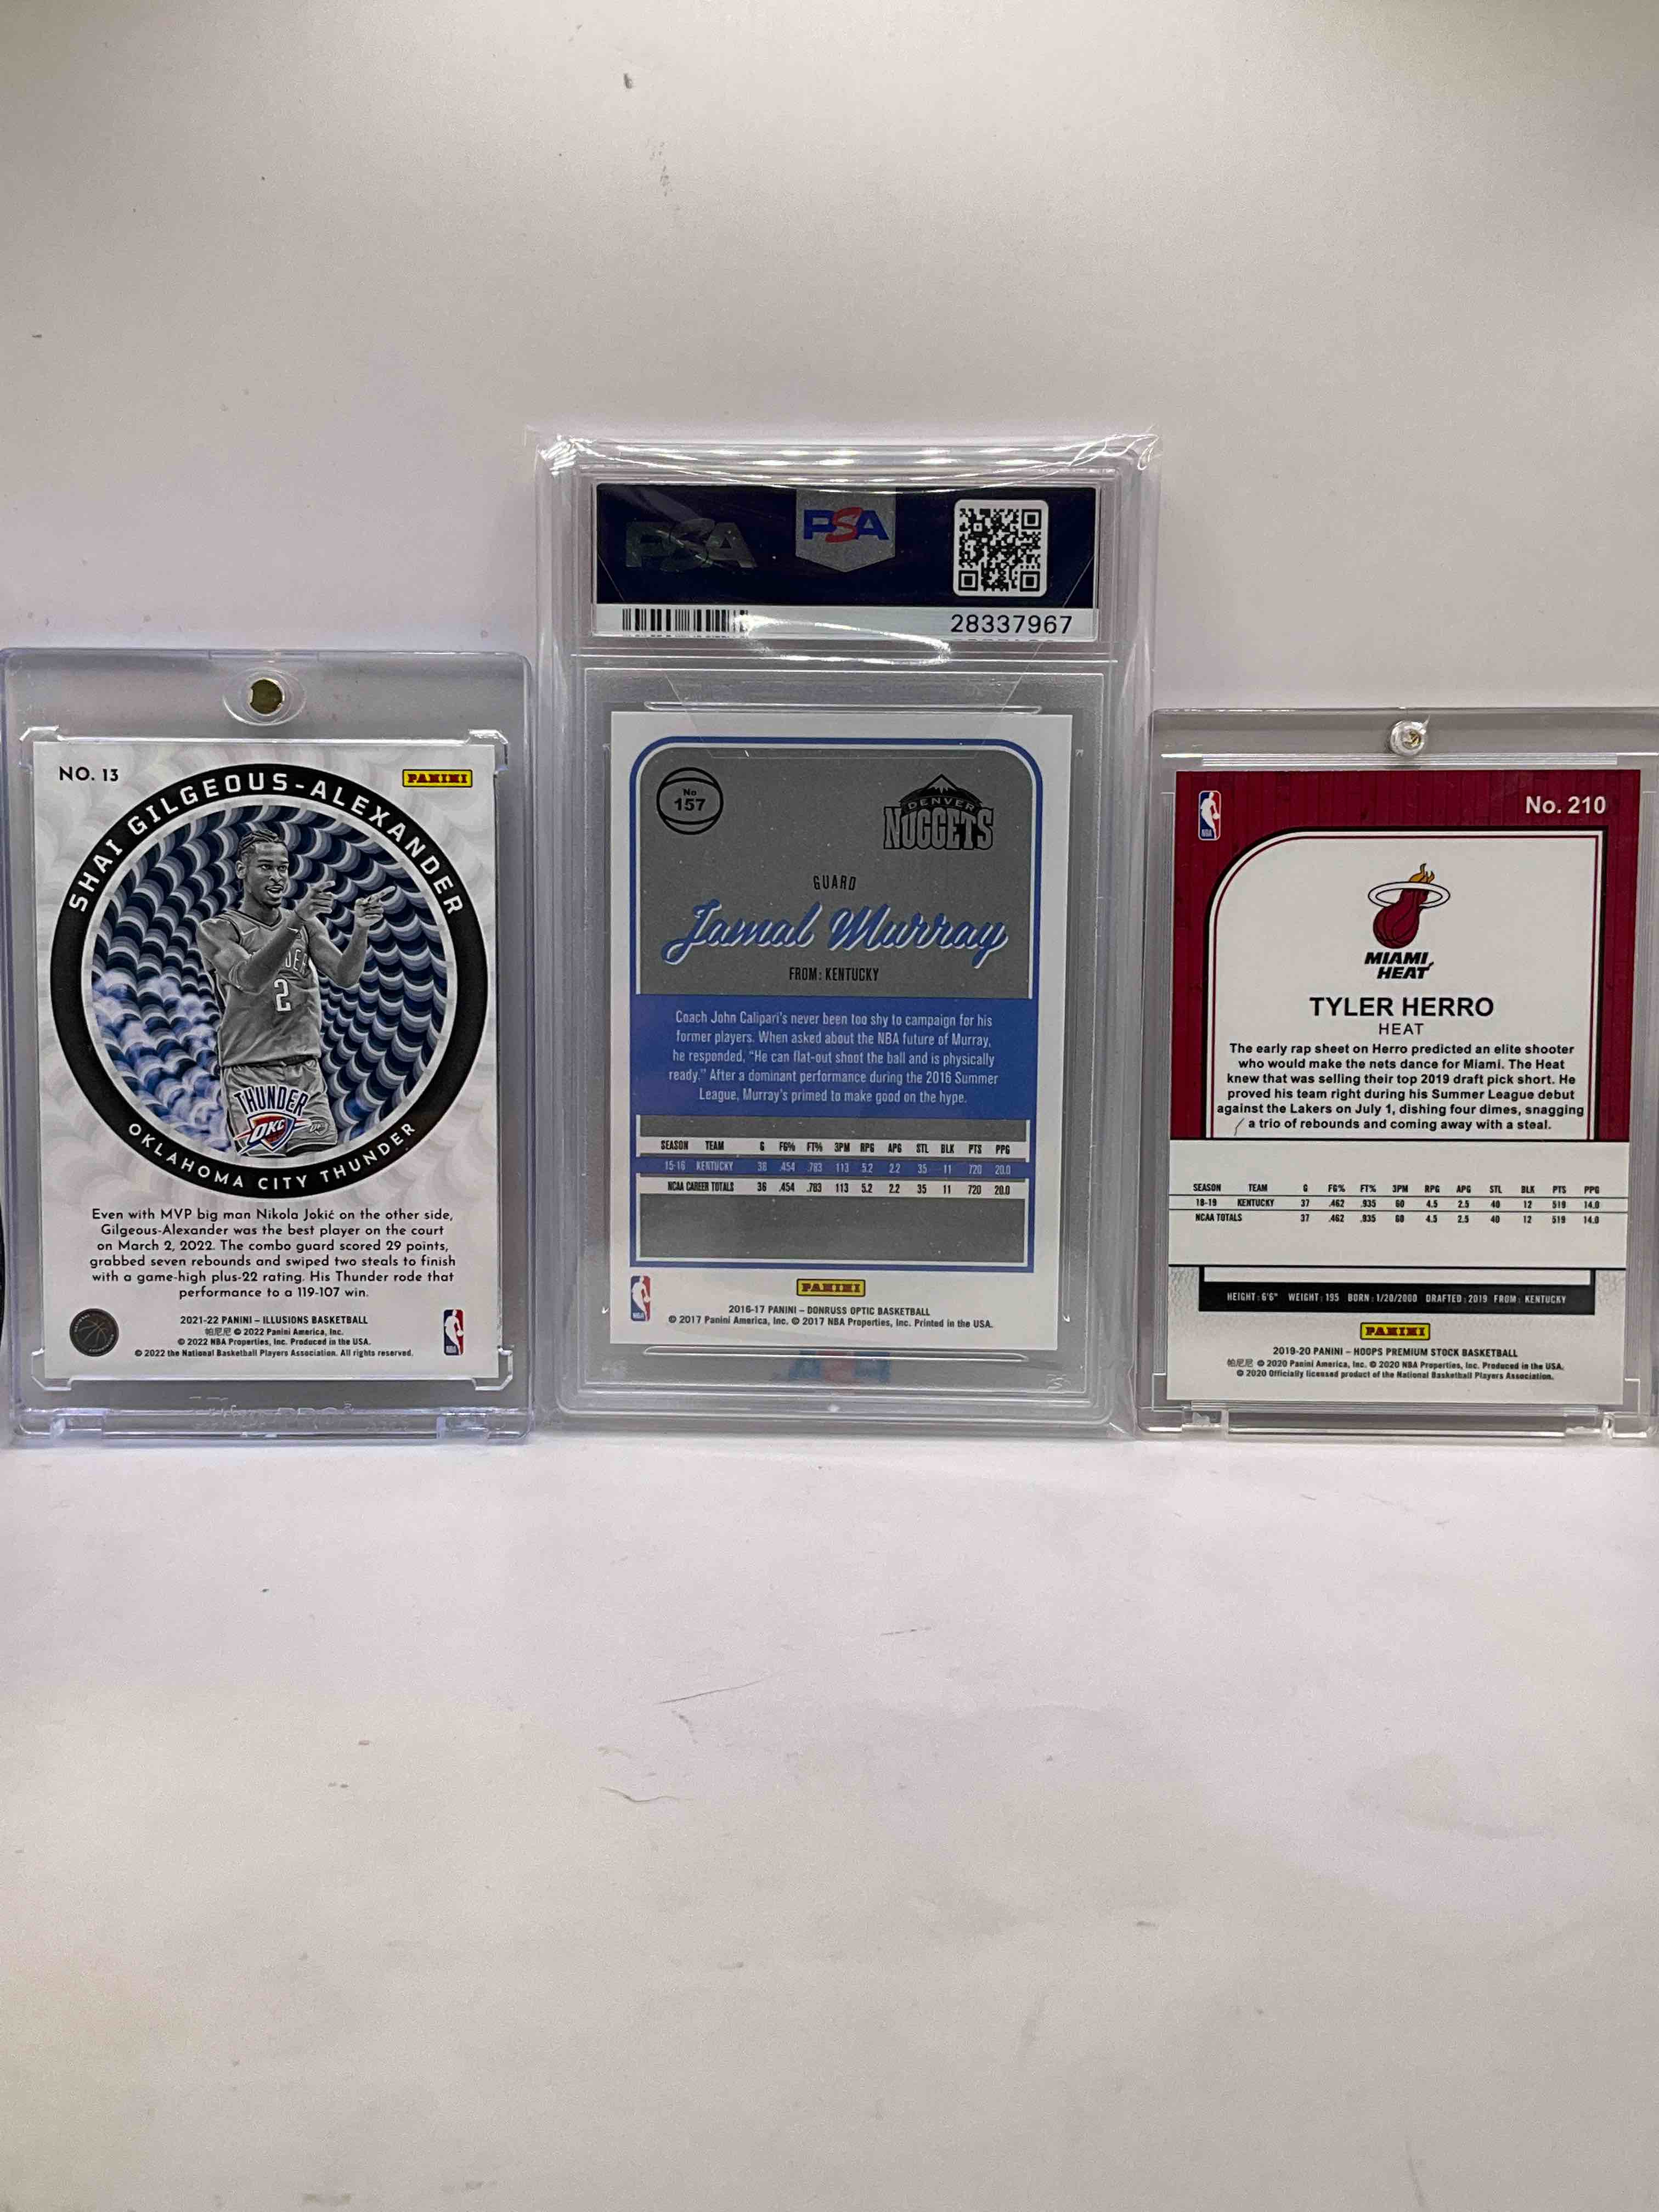 NO. 13
PANINI
SHAI GILGEOUS-ALEXANDER
THUNDER
2
THUNDER
OKC
OKLAHOMA CITY THUNDER
Even with MVP big man Nikola Jokić on the other side,
Gilgeous-Alexander was the best player on the court
on March 2, 2022. The combo guard scored 29 points,
grabbed seven rebounds and swiped two steals to finish
with a game-high plus-22 rating. His Thunder rode that
performance to a 119-107 win.
2021-22 PANINI – ILLUSIONS BASKETBALL
帕尼尼 © 2022 Panini America, Inc.
© 2022 NBA Properties, Inc. Produced in the USA.
© 2022 the National Basketball Players Association. All rights reserved.
NBA
PSA
PSA
28337967
No
157
DENVER
NUGGETS
GUARD
Jamal Murray
FROM: KENTUCKY
Coach John Calipari's never been too shy to campaign for his
former players. When asked about the NBA future of Murray,
he responded, "He can flat-out shoot the ball and is physically
ready." After a dominant performance during the 2016 Summer
League, Murray's primed to make good on the hype.
SEASON TEAM G FG% FT% 3PM RPG APG STL BLK PTS PPG
15-16 KENTUCKY 36 .454 .783 113 5.2 2.2 35 11 720 20.0
NCAA CAREER TOTALS 36 .454 .783 113 5.2 2.2 35 11 720 20.0
NBA
PANINI
2016-17 PANINI – DONRUSS OPTIC BASKETBALL
© 2017 Panini America, Inc. © 2017 NBA Properties, Inc. Printed in the USA.
NBA
No. 210
MIAMI
HEAT
TYLER HERRO
HEAT
The early rap sheet on Herro predicted an elite shooter
who would make the nets dance for Miami. The Heat
knew that was selling their top 2019 draft pick short. He
proved his team right during his Summer League debut
against the Lakers on July 1, dishing four dimes, snagging
a trio of rebounds and coming away with a steal.
SEASON TEAM G FG% FT% 3PM RPG APG STL BLK PTS PPG
18-19 KENTUCKY 37 .462 .935 60 4.5 2.5 40 12 519 14.0
NCAA TOTALS 37 .462 .935 60 4.5 2.5 40 12 519 14.0
HEIGHT: 6'6" WEIGHT: 195 BORN: 1/20/2000 DRAFTED: 2019 FROM: KENTUCKY
PANINI
2019-20 PANINI – HOOPS PREMIUM STOCK BASKETBALL
帕尼尼 © 2020 Panini America, Inc. © 2020 NBA Properties, Inc. Produced in the USA.
© 2020 Officially licensed product of the National Basketball Players Association.